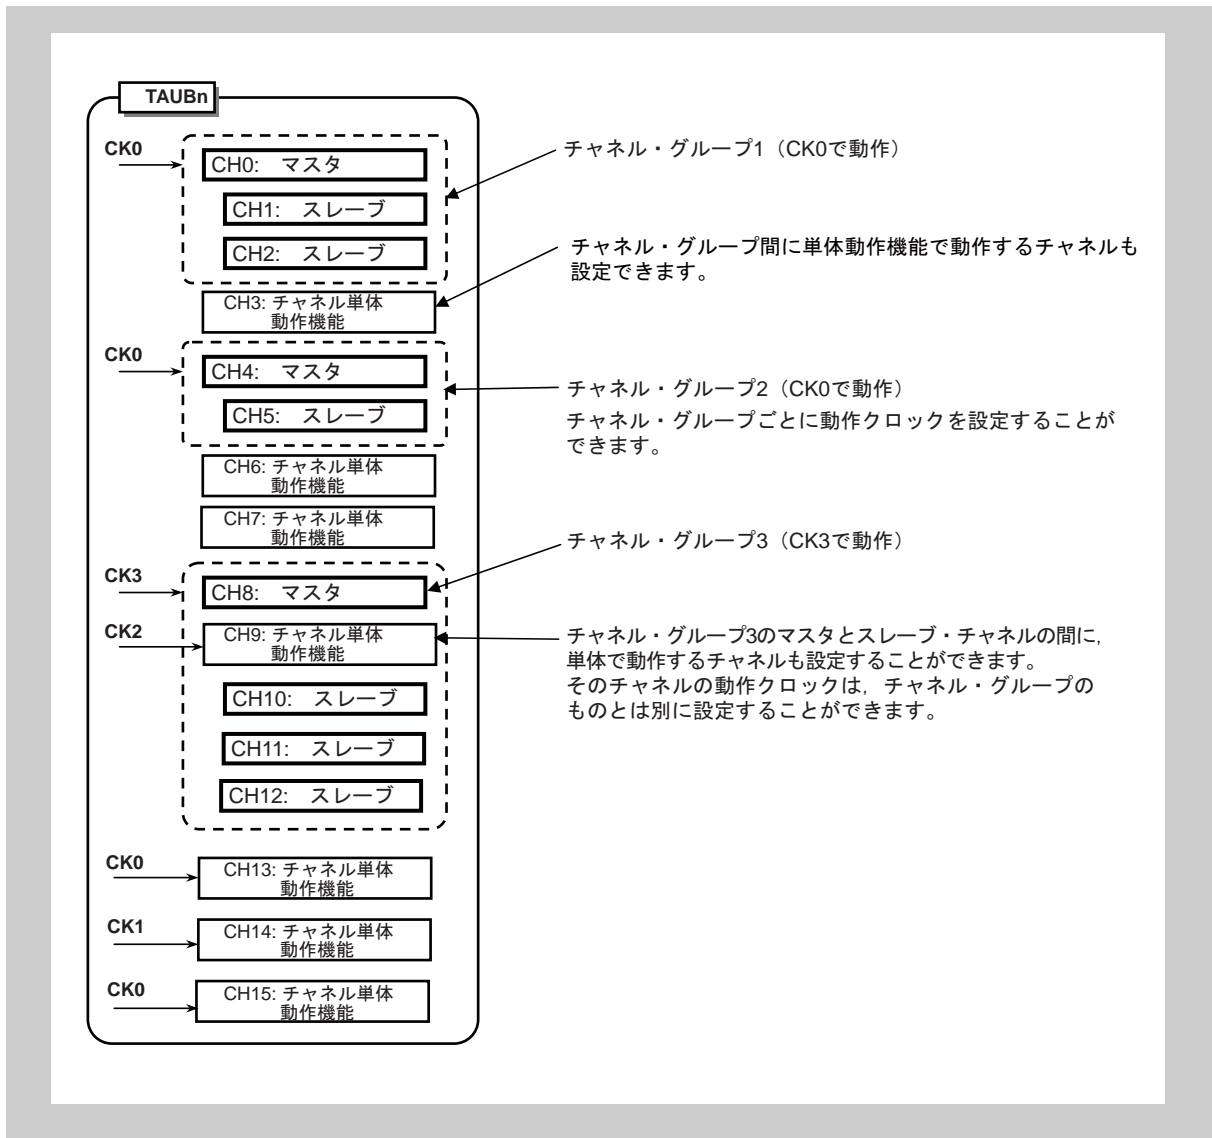 TAUBn
CK0
CH0: マスタ
CH1: スレーブ
CH2: スレーブ
チャネル・グループ1（CK0で動作）
チャネル・グループ間に単体動作機能で動作するチャネルも
設定できます。
CH3: チャネル単体
動作機能
CK0
CH4: マスタ
CH5: スレーブ
チャネル・グループ2（CK0で動作）
チャネル・グループごとに動作クロックを設定することが
できます。
CH6: チャネル単体
動作機能
CH7: チャネル単体
動作機能
チャネル・グループ3（CK3で動作）
CK3
CH8: マスタ
CK2
CH9: チャネル単体
動作機能
チャネル・グループ3のマスタとスレーブ・チャネルの間に，
単体で動作するチャネルも設定することができます。
そのチャネルの動作クロックは，チャネル・グループの
ものとは別に設定することができます。
CH10: スレーブ
CH11: スレーブ
CH12: スレーブ
CK0
CH13: チャネル単体
動作機能
CK1
CH14: チャネル単体
動作機能
CK0
CH15: チャネル単体
動作機能